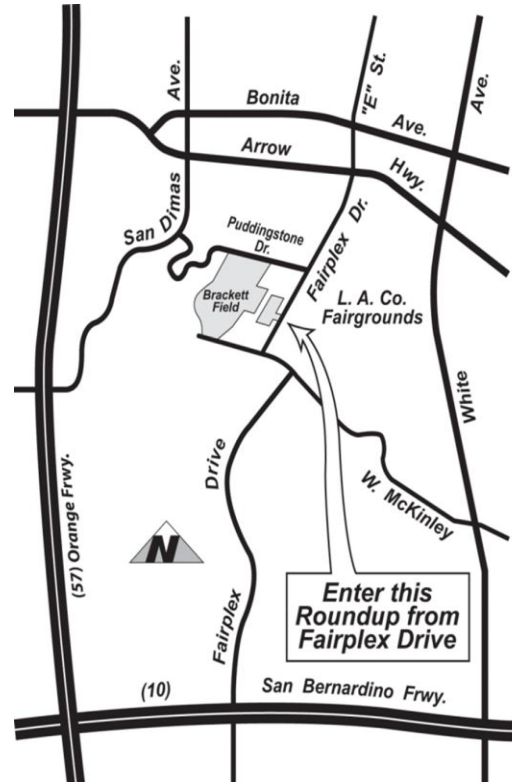 "E" St.
Ave.
Ave.
Bonita
Ave.
Arrow
Hwy.
San Dimas
Puddingstone
Dr.
Fairplex Dr.
Brackett
Field
L. A. Co.
Fairgrounds
White
Drive
W. McKinley
(57) Orange Frwy.
N
Enter this
Roundup from
Fairplex Drive
Fairplex
(10)
San Bernardino Frwy.